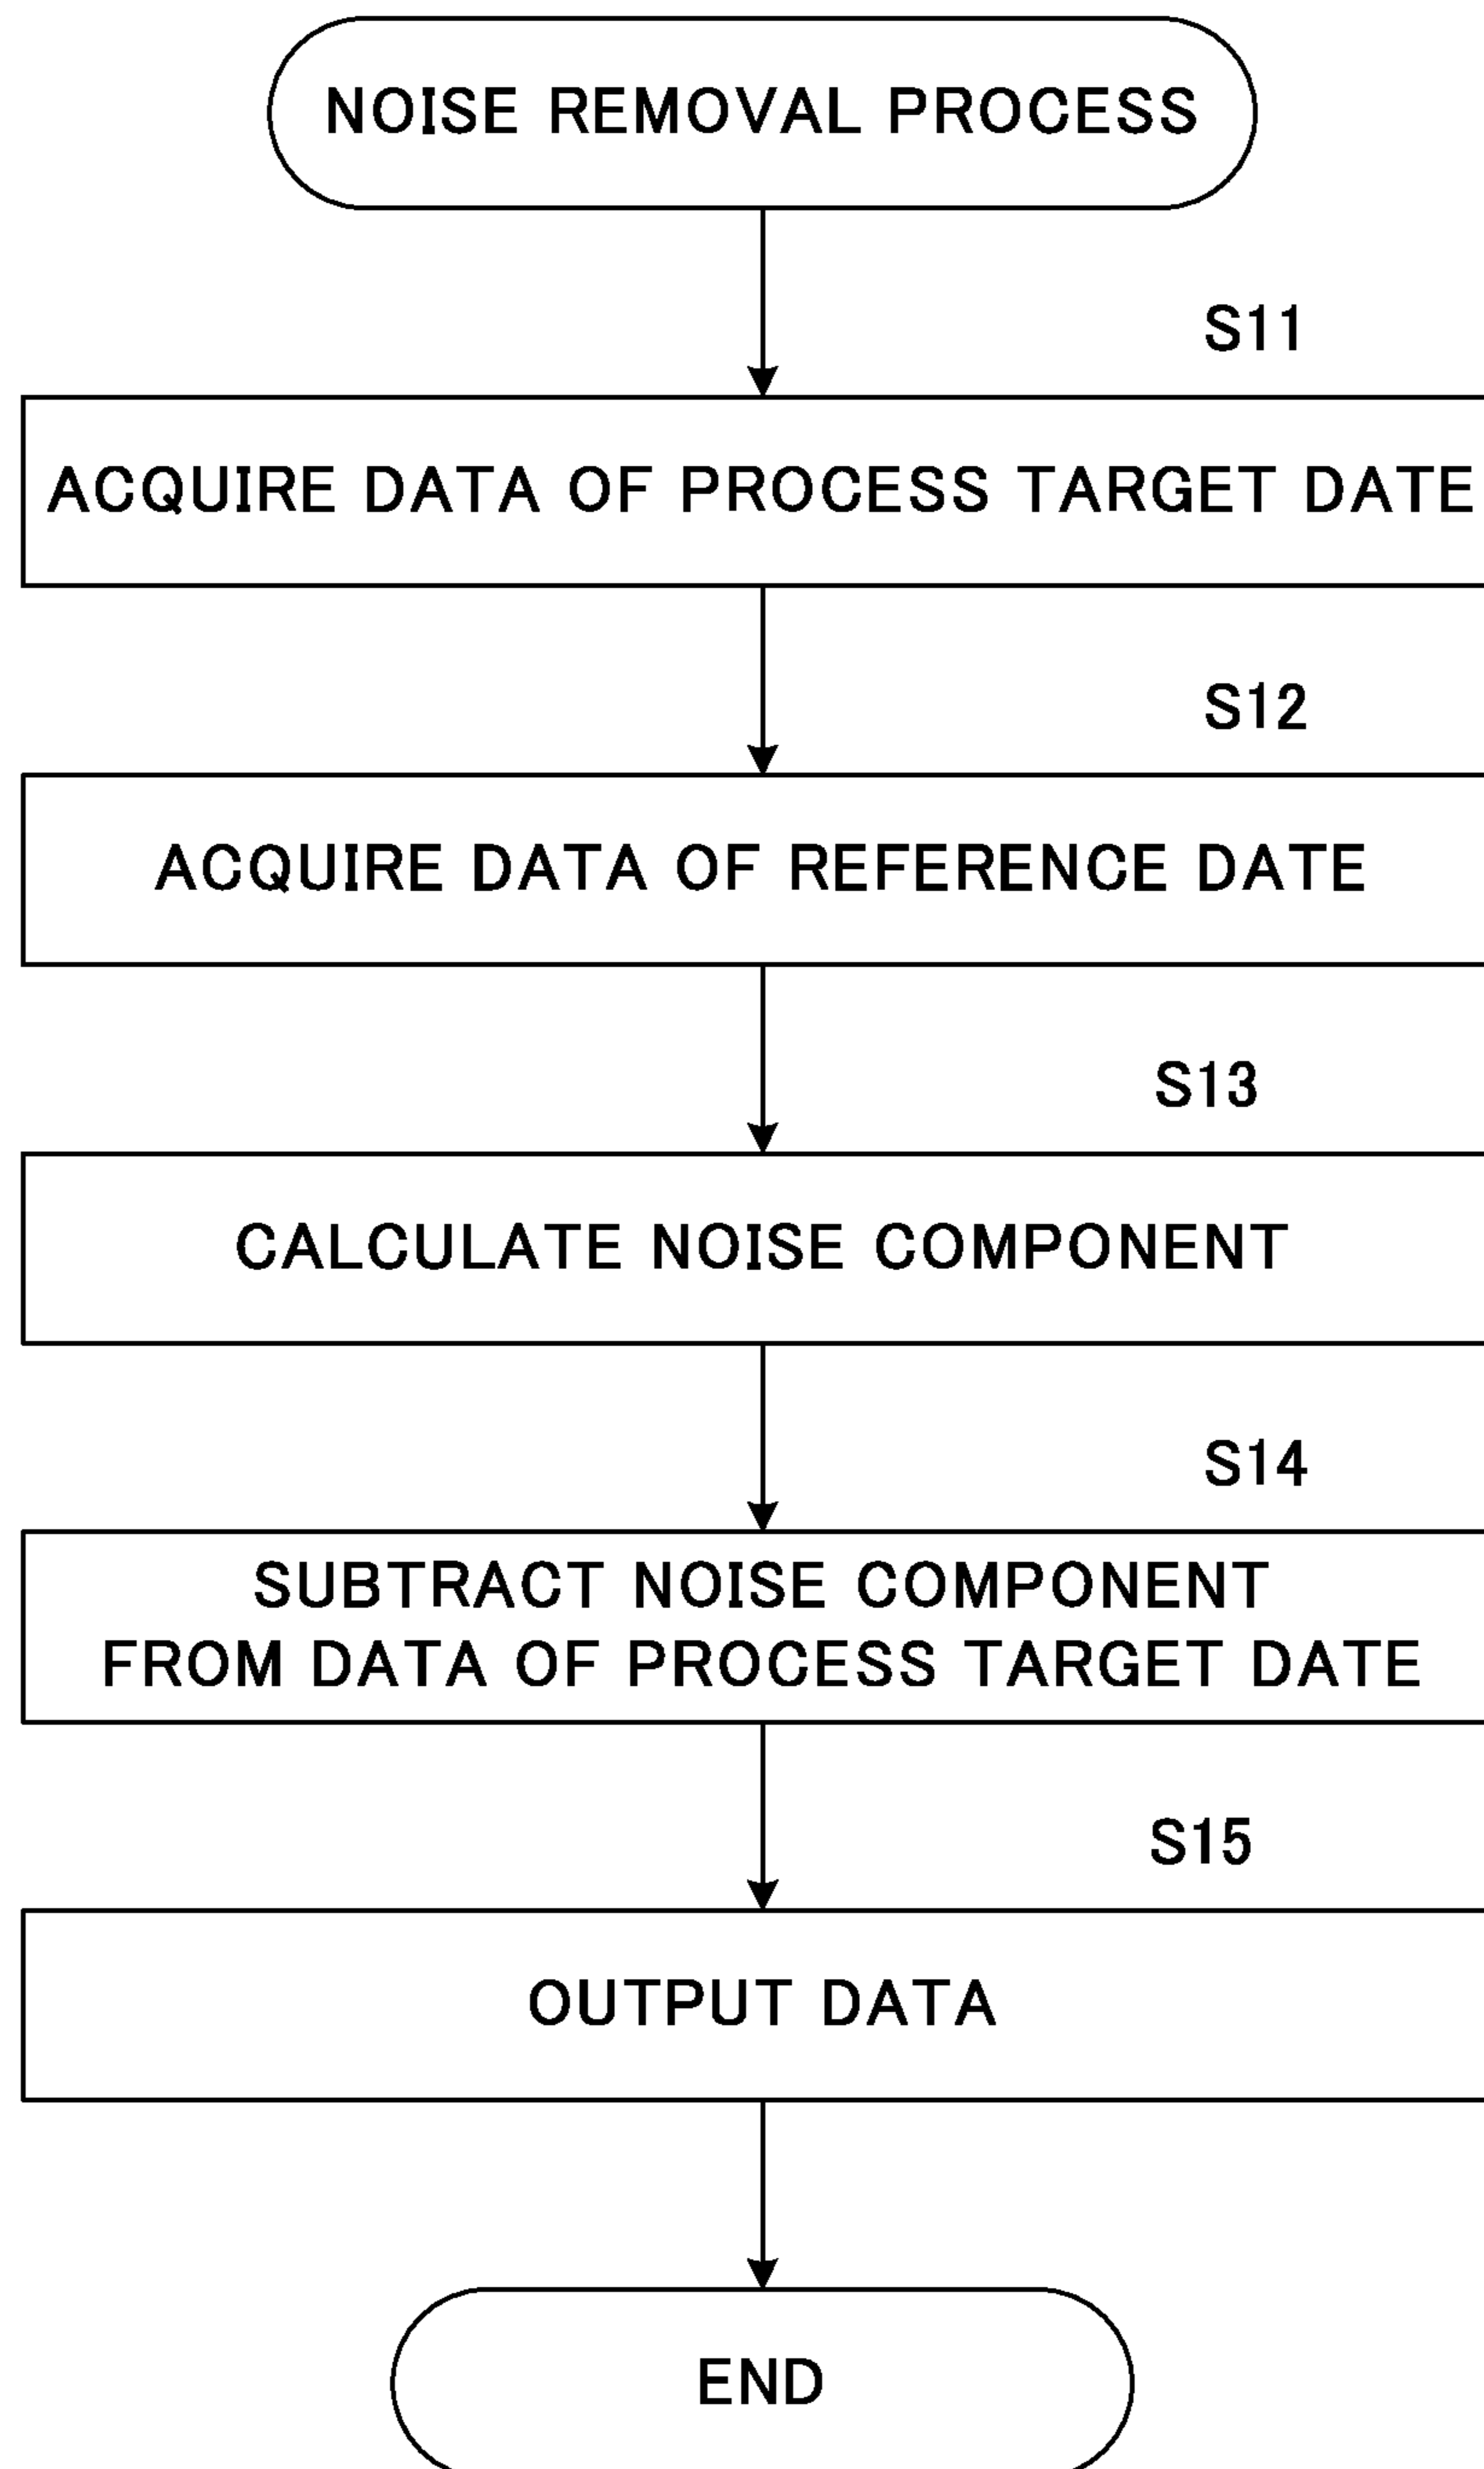 NOISE REMOVAL PROCESS
S11
ACQUIRE DATA OF PROCESS TARGET DATE
S12
ACQUIRE DATA OF REFERENCE DATE
S13
CALCULATE NOISE COMPONENT
S14
SUBTRACT NOISE COMPONENT
FROM DATA OF PROCESS TARGET DATE
S15
OUTPUT DATA
END